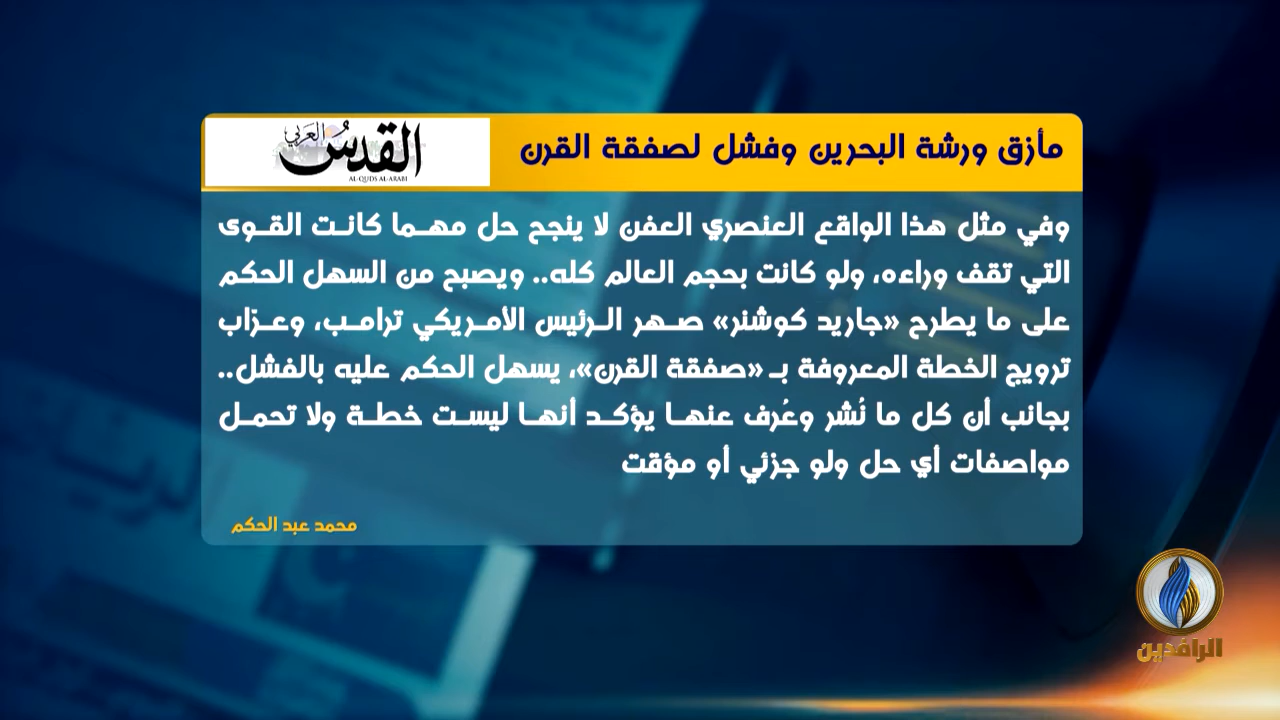 مأزق ورشة البحرين وفشل لصفقة القرن
القدس العربي
AL-QUDS AL-ARABI
وفي مثل هذا الواقع العنصري العفن لا ينجح حل مهما كانت القوى
التي تقف وراءه، ولو كانت بحجم العالم كله.. ويصبح من السهل الحكم
على ما يطرح «جاريد كوشنر» صهر الرئيس الأمريكي ترامب، وعزّاب
ترويج الخطة المعروفة بـ «صفقة القرن»، يسهل الحكم عليه بالفشل..
بجانب أن كل ما نُشر وعُرف عنها يؤكد أنها ليست خطة ولا تحمل
مواصفات أي حل ولو جزئي أو مؤقت
محمد عبد الحكم
الرافدين